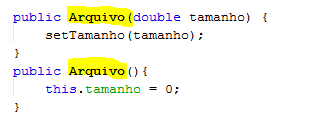 public Arquivo(double tamanho) {
    setTamanho(tamanho);
}
public Arquivo(){
    this.tamanho = 0;
}